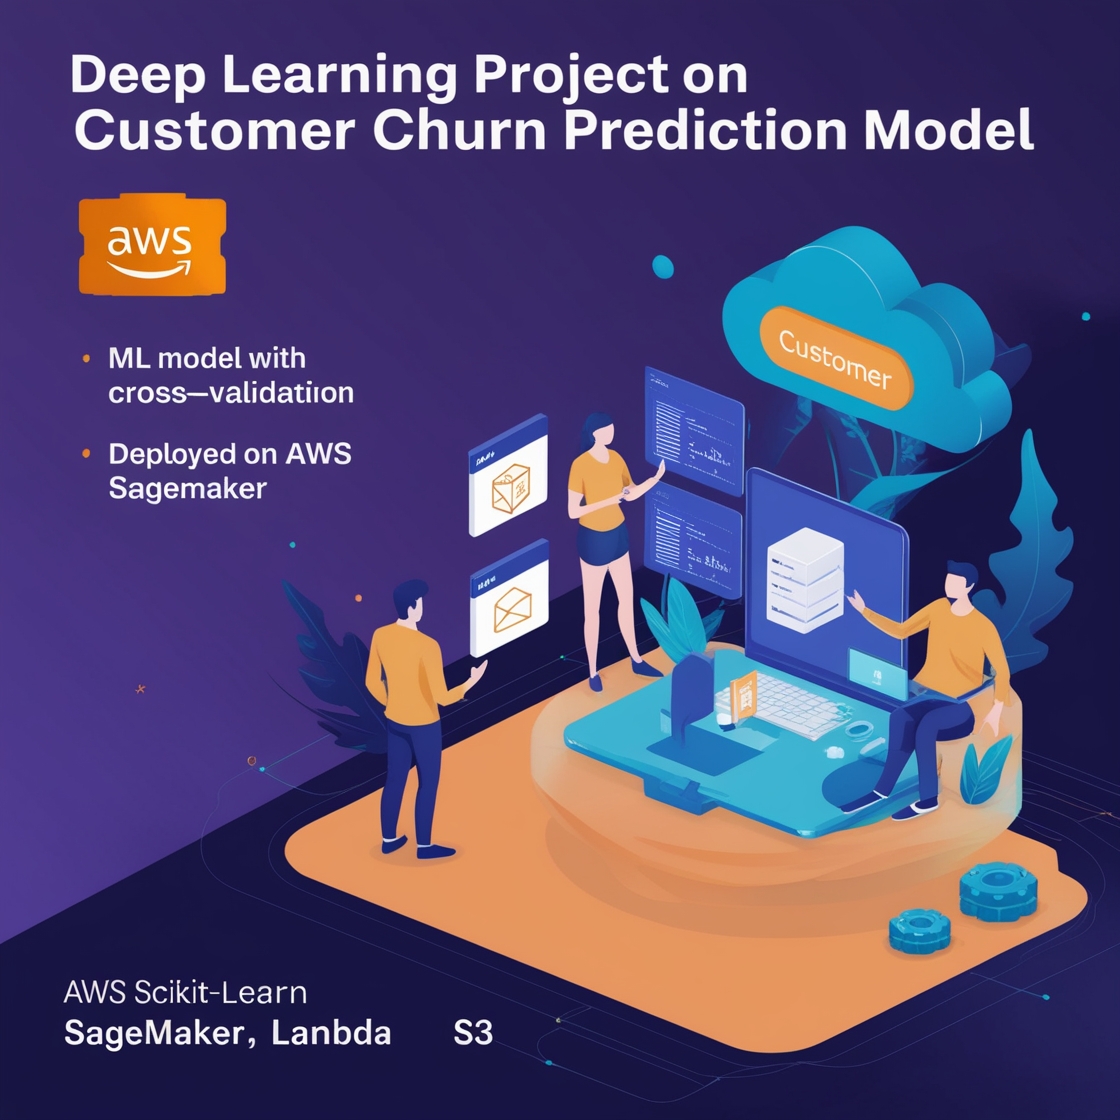 Deep Learning Project on
Customer Churn Prediction Model
aws
• ML model with
cross—validatiıon
• Deployed on AWS
Sagemaker
Customer
AWS Scikit-Learn
SageMaker, Lanbda S3